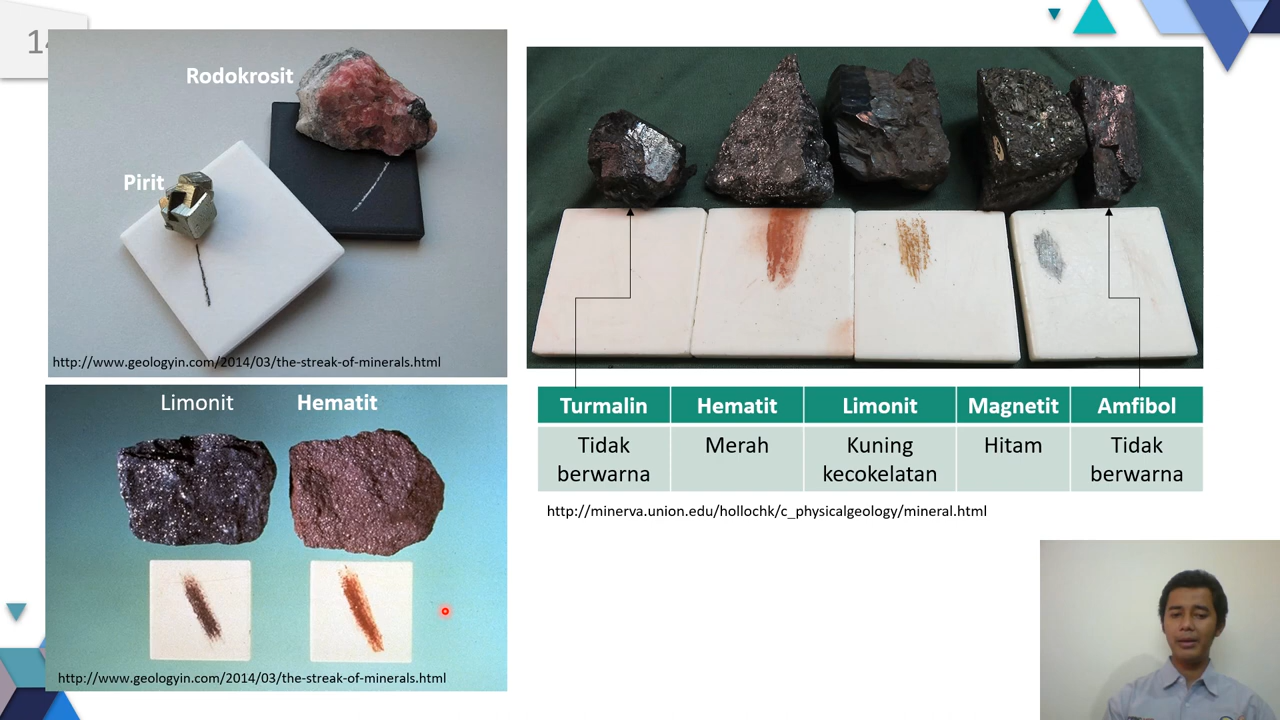 Rodokrosit
Pirit
http://www.geologyin.com/2014/03/the-streak-of-minerals.html
Limonit Hematit
http://www.geologyin.com/2014/03/the-streak-of-minerals.html
Turmalin Hematit Limonit Magnetit Amfibol
Tidak berwarna Merah Kuning kecokelatan Hitam Tidak berwarna
http://minerva.union.edu/hollochk/c_physicalgeology/mineral.html